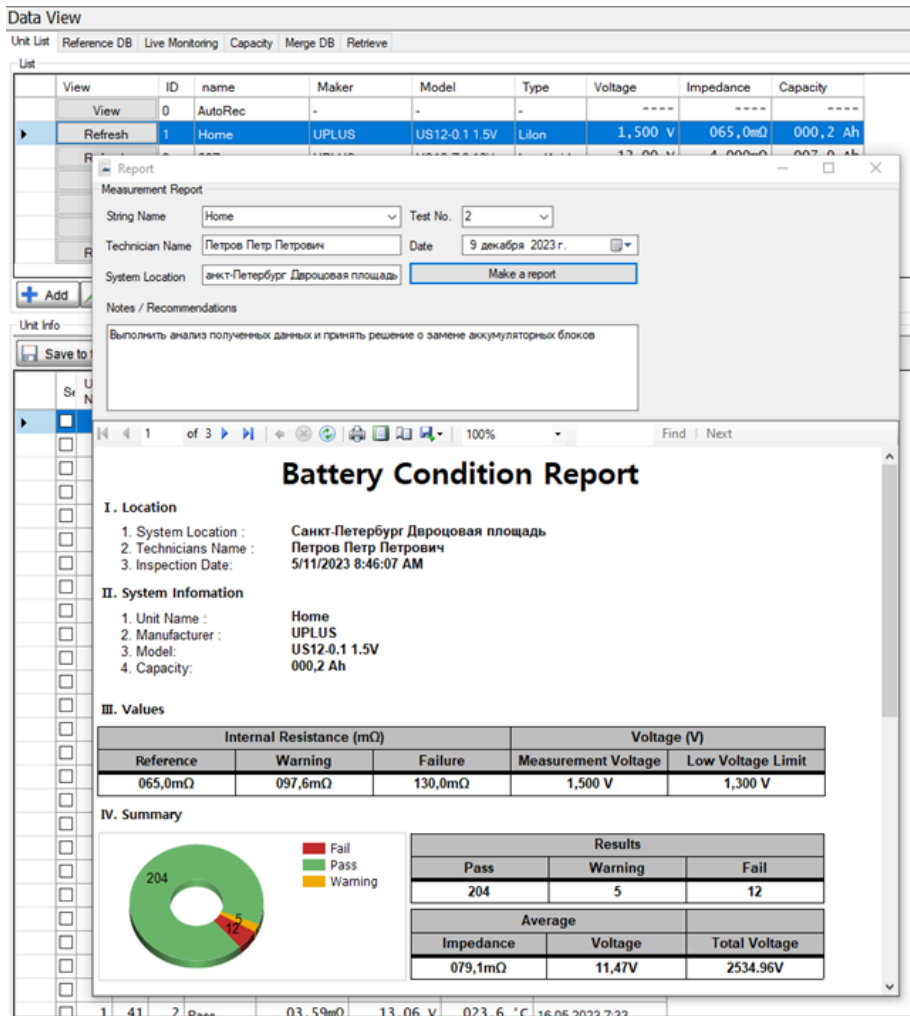 Data View
Unit List Reference DB Live Monitoring Capacity Merge DB Retrieve
List
View ID name Maker Model Type Voltage Impedance Capacity
View 0 AutoRec - - - ---- ---- ----
Refresh 1 Home UPLUS US12-0.1 1.5V LiIon 1,500 V 065,0mΩ 000,2 Ah
Report
Measurement Report
String Name Home Test No. 2
Technician Name Петров Петр Петрович Date 9 декабря 2023 г.
System Location анкт-Петербург Двроцовая площадь Make a report
Add
Notes / Recommendations
Unit Info
Выполнить анализ полученных данных и принять решение о замене аккумуляторных блоков
Save to
1 of 3 100% Find | Next
Battery Condition Report
I. Location
1. System Location : Санкт-Петербург Двроцовая площадь
2. Technicians Name : Петров Петр Петрович
3. Inspection Date: 5/11/2023 8:46:07 AM
II. System Infomation
1. Unit Name : Home
2. Manufacturer : UPLUS
3. Model: US12-0.1 1.5V
4. Capacity: 000,2 Ah
III. Values
Internal Resistance (mΩ) Voltage (V)
Reference Warning Failure Measurement Voltage Low Voltage Limit
065,0mΩ 097,6mΩ 130,0mΩ 1,500 V 1,300 V
IV. Summary
Fail
Pass
Warning
204
5
12
Results
Pass Warning Fail
204 5 12
Average
Impedance Voltage Total Voltage
079,1mΩ 11,47V 2534.96V
1 41 2 Pass 03.59mΩ 13.06 V 023.6 °C 16.05.2023 7:33